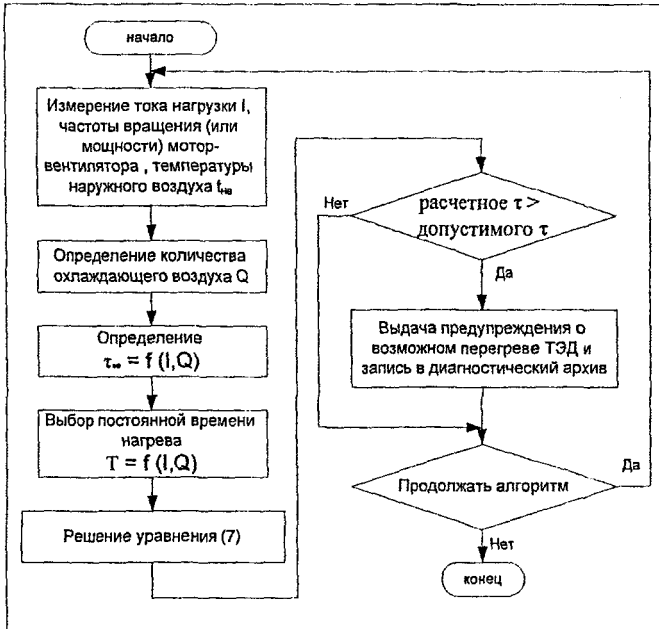 начало
Измерение тока нагрузки I,
частоты вращения (или
мощности) мотор-
вентилятора , температуры
наружного воздуха tнв
Определение количества
охлаждающего воздуха Q
Определение
τ∞ = f (I,Q)
Выбор постоянной времени
нагрева
T = f (I,Q)
Решение уравнения (7)
Нет
расчетное τ >
допустимого τ
Да
Выдача предупреждения о
возможном перегреве ТЭД и
запись в диагностический архив
Продолжать алгоритм
Да
Нет
конец